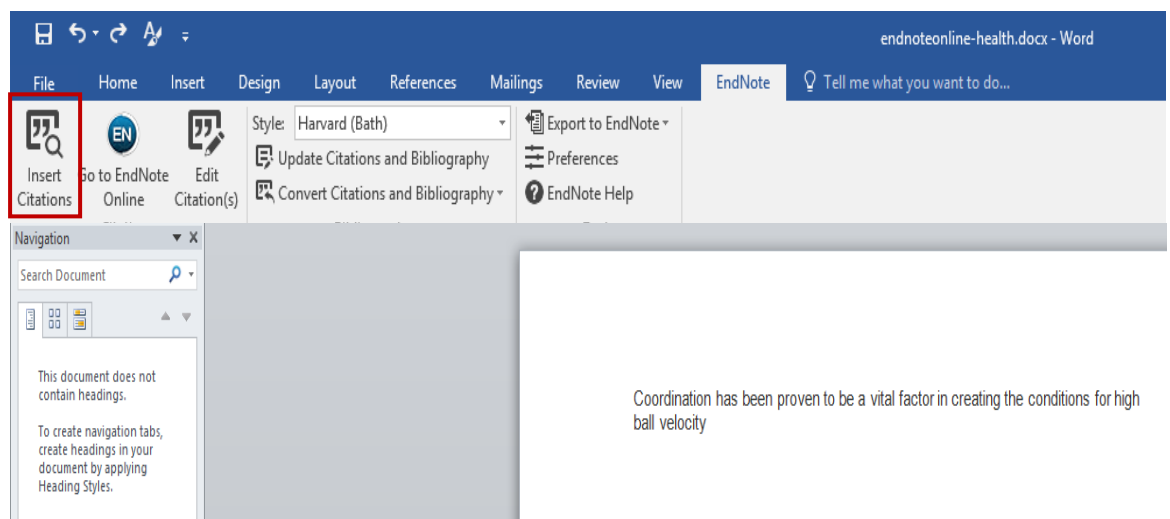 endnoteonline-health.docx - Word
File Home Insert Design Layout References Mailings Review View EndNote Tell me what you want to do...
Insert
Citations
Go to EndNote
Online
Edit
Citation(s)
Style: Harvard (Bath)
Update Citations and Bibliography
Convert Citations and Bibliography
Export to EndNote
Preferences
EndNote Help
Navigation
Search Document
This document does not
contain headings.
To create navigation tabs,
create headings in your
document by applying
Heading Styles.
Coordination has been proven to be a vital factor in creating the conditions for high
ball velocity